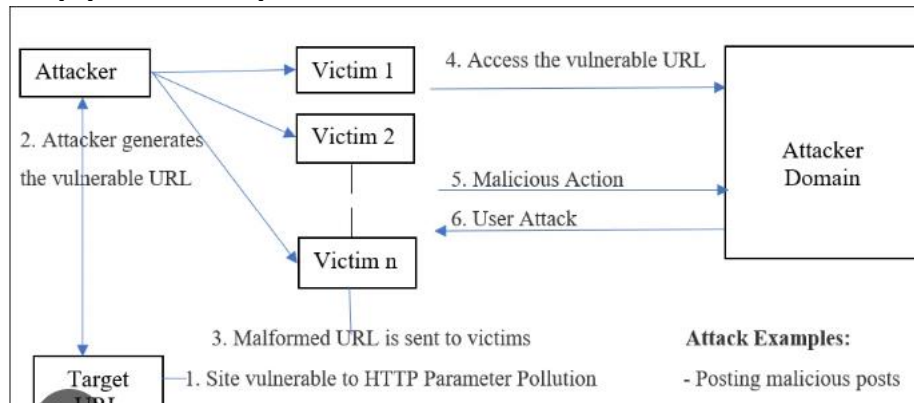 Attacker
Victim 1
4. Access the vulnerable URL
2. Attacker generates
the vulnerable URL
Victim 2
Attacker
Domain
5. Malicious Action
6. User Attack
Victim n
3. Malformed URL is sent to victims
Attack Examples:
Target
1. Site vulnerable to HTTP Parameter Pollution
- Posting malicious posts